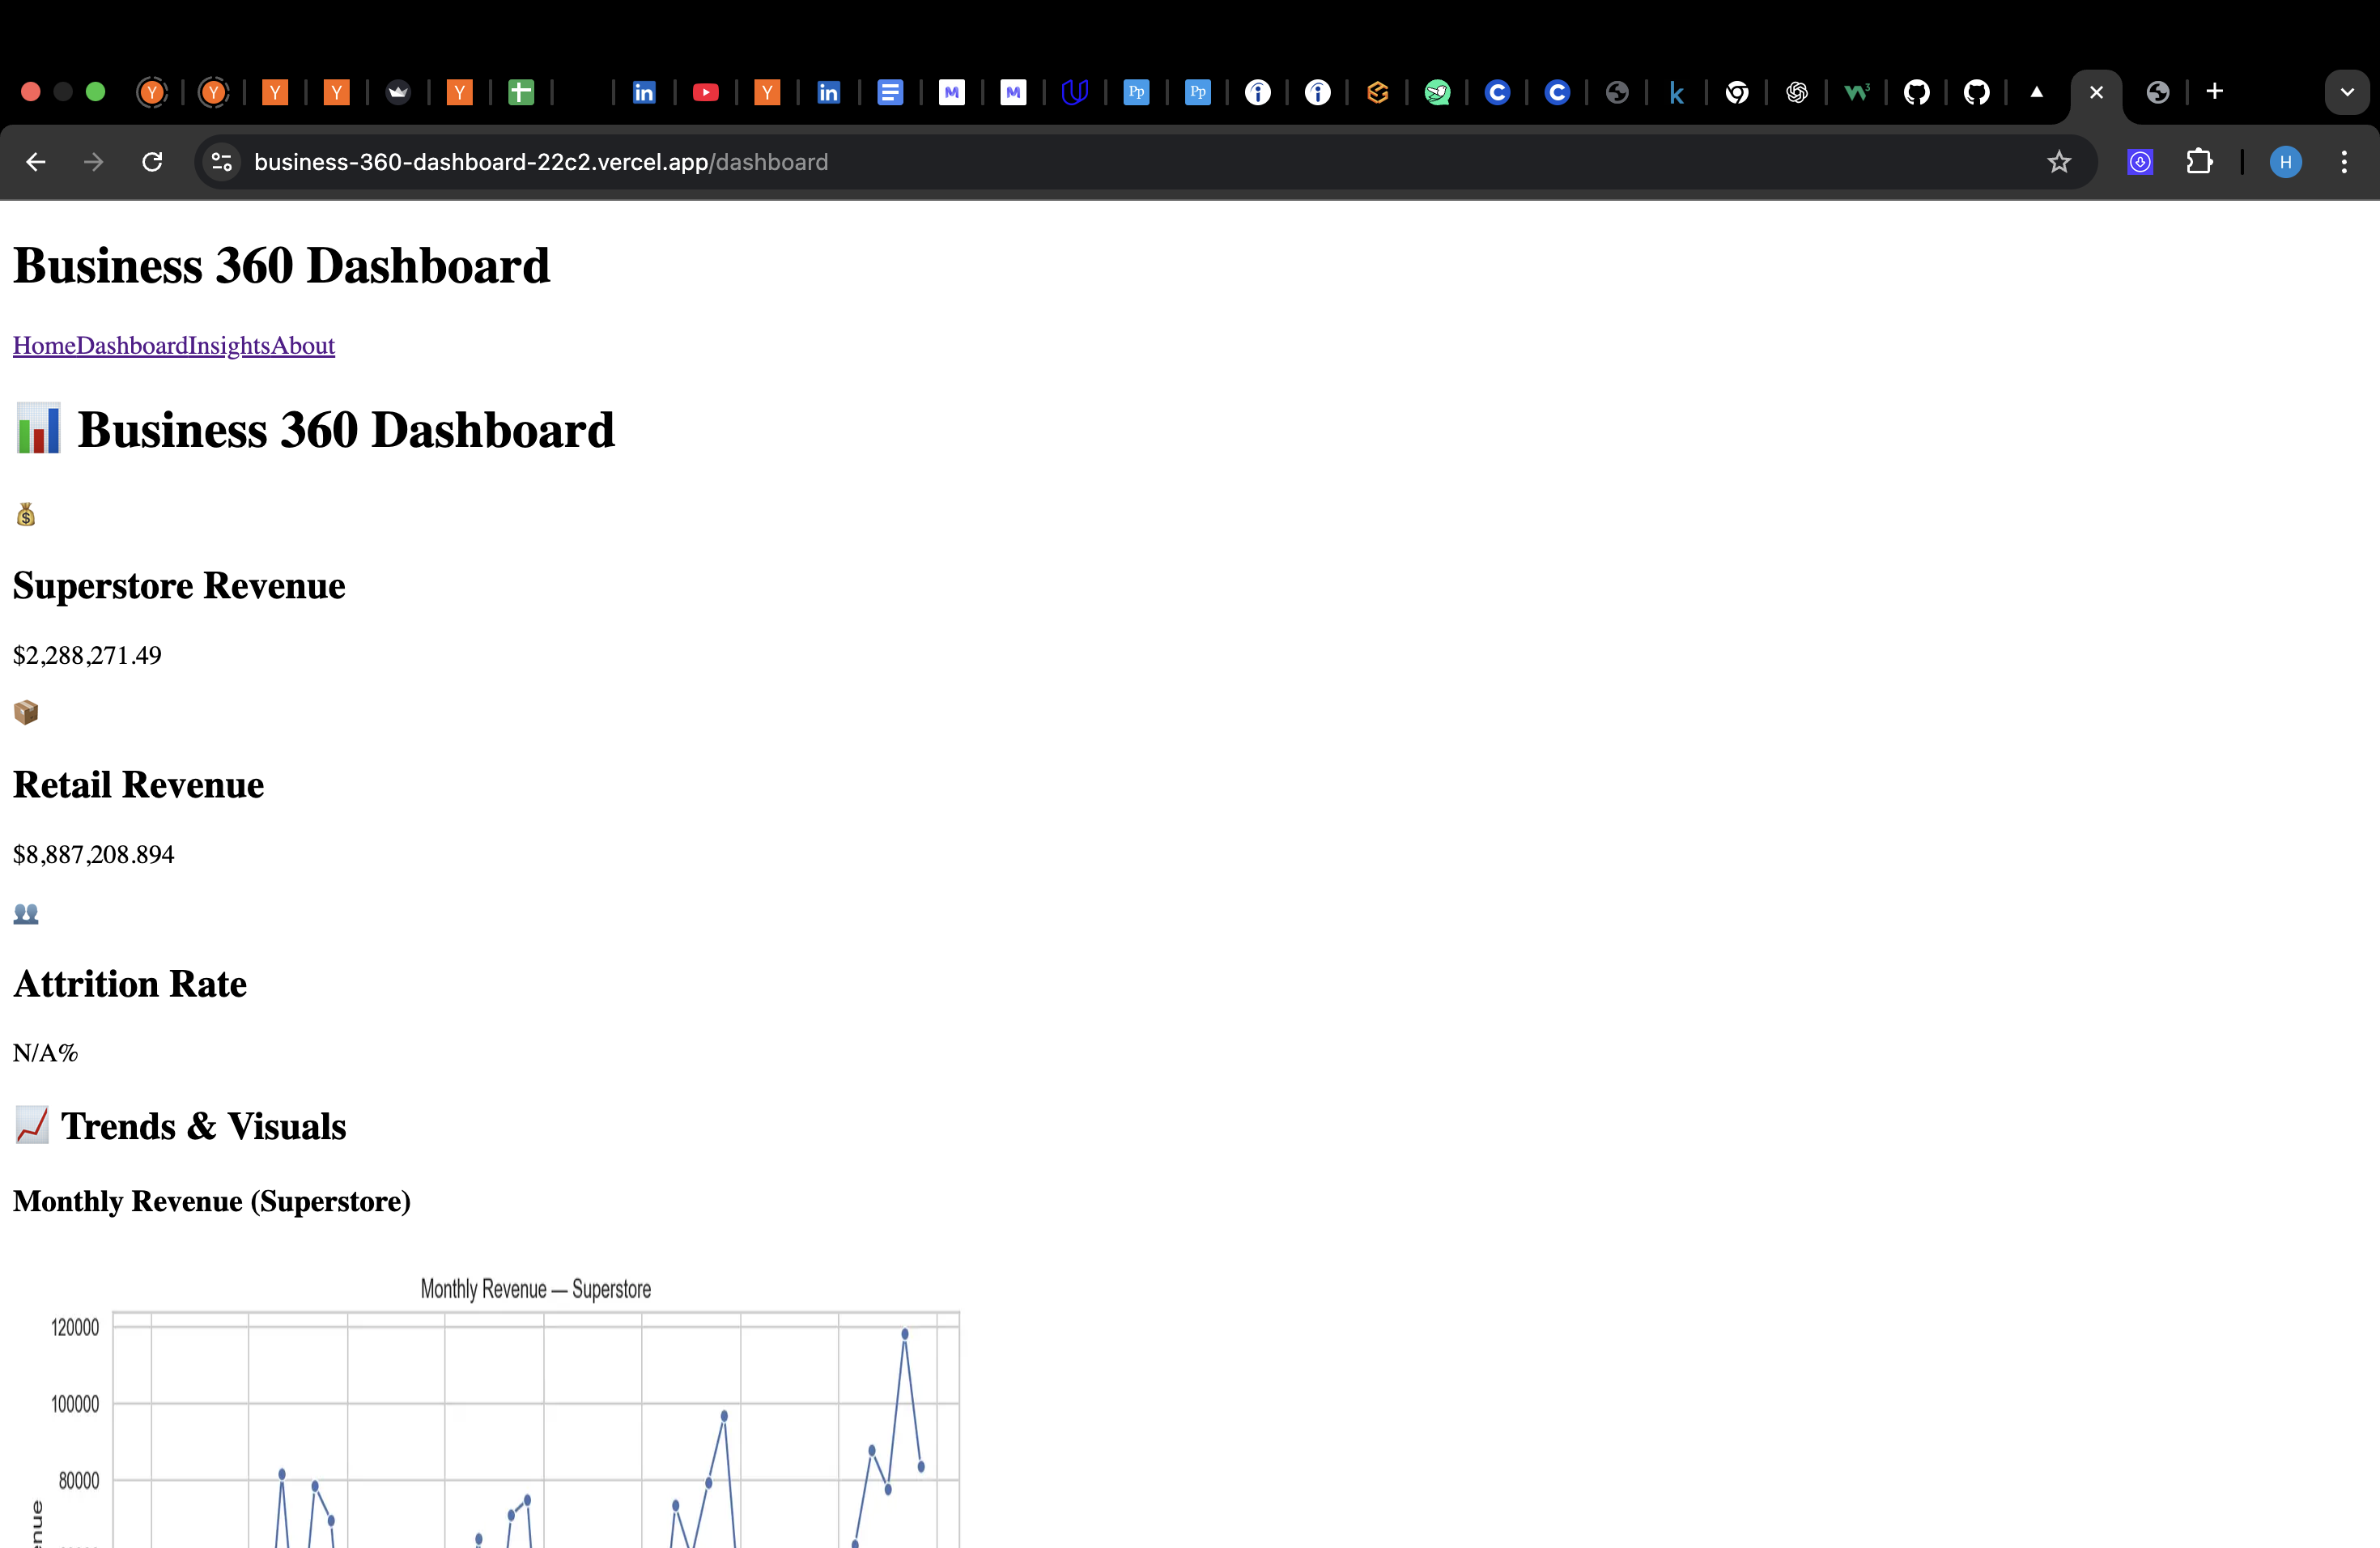 business-360-dashboard-22c2.vercel.app/dashboard
H
Business 360 Dashboard
HomeDashboardInsightsAbout
📊 Business 360 Dashboard
💰
Superstore Revenue
$2,288,271.49
📦
Retail Revenue
$8,887,208.894
👥
Attrition Rate
N/A%
📈 Trends & Visuals
Monthly Revenue (Superstore)
Monthly Revenue — Superstore
120000
100000
80000